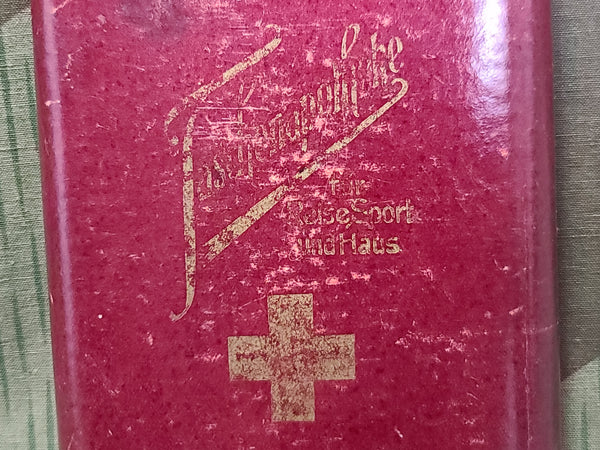 Taschenapotheke
für
Reise, Sport
und Haus